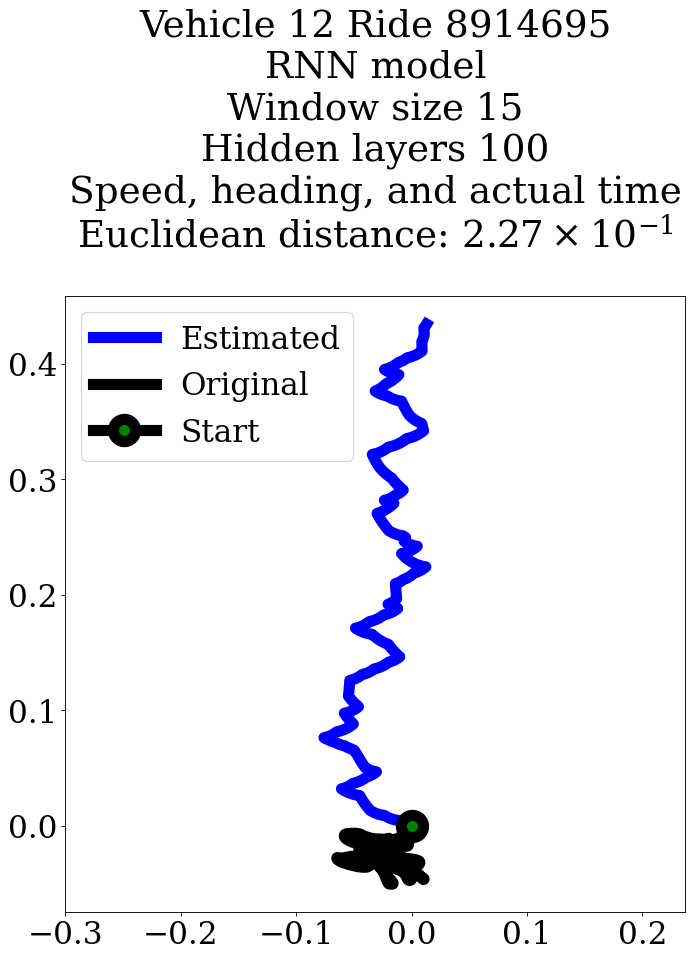 Vehicle 12 Ride 8914695
RNN model
Window size 15
Hidden layers 100
Speed, heading, and actual time
Euclidean distance: 2.27 × 10⁻¹
Estimated
Original
Start
0.4
0.3
0.2
0.1
0.0
−0.3 −0.2 −0.1 0.0 0.1 0.2